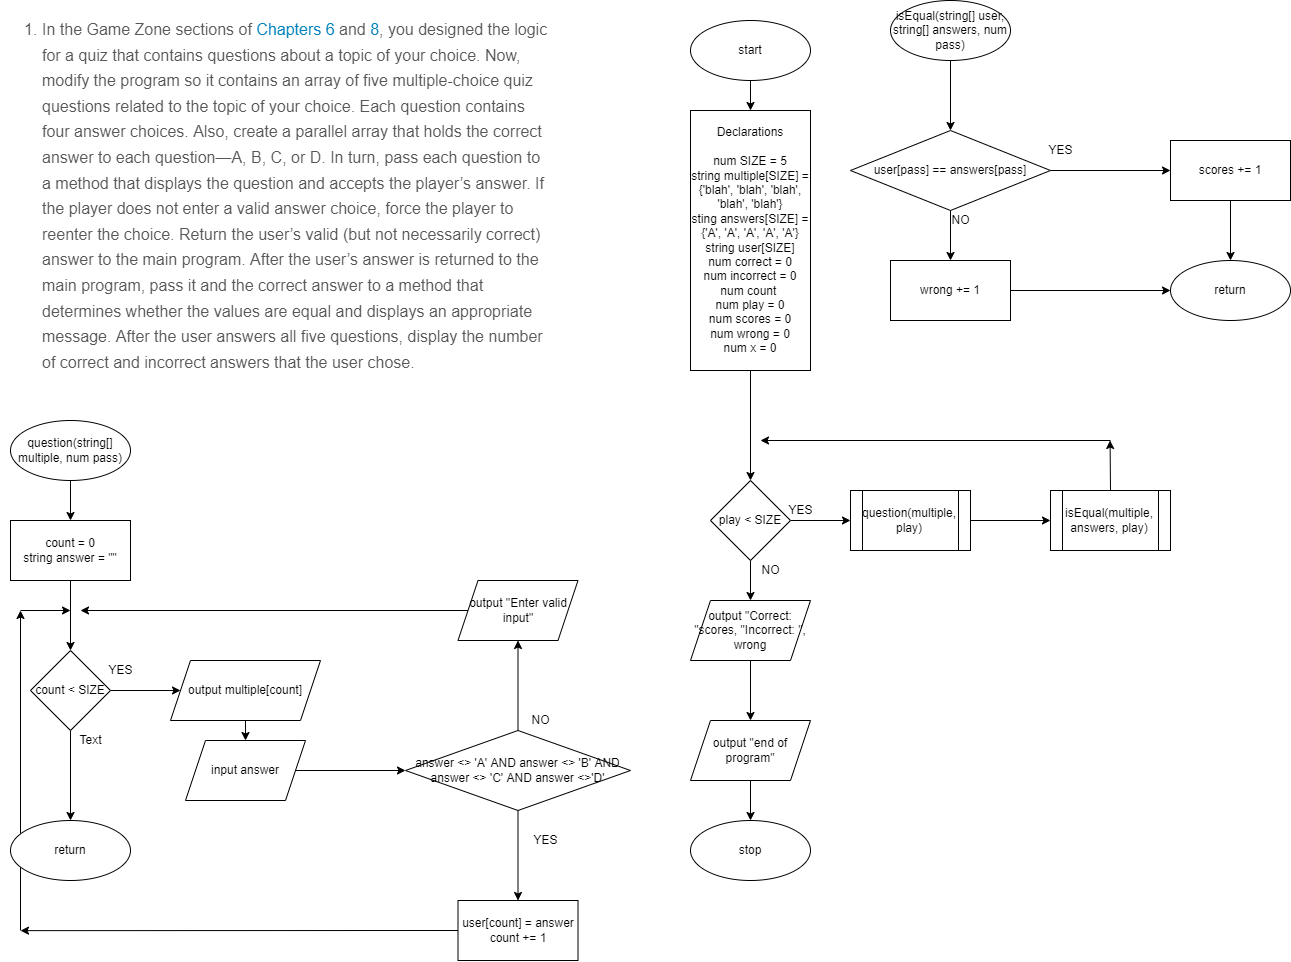 1. In the Game Zone sections of Chapters 6 and 8, you designed the logic
for a quiz that contains questions about a topic of your choice. Now,
modify the program so it contains an array of five multiple-choice quiz
questions related to the topic of your choice. Each question contains
four answer choices. Also, create a parallel array that holds the correct
answer to each question—A, B, C, or D. In turn, pass each question to
a method that displays the question and accepts the player's answer. If
the player does not enter a valid answer choice, force the player to
reenter the choice. Return the user's valid (but not necessarily correct)
answer to the main program. After the user's answer is returned to the
main program, pass it and the correct answer to a method that
determines whether the values are equal and displays an appropriate
message. After the user answers all five questions, display the number
of correct and incorrect answers that the user chose.
start
Declarations
num SIZE = 5
string multiple[SIZE] =
{'blah', 'blah', 'blah',
'blah', 'blah'}
sting answers[SIZE] =
{'A', 'A', 'A', 'A', 'A'}
string user[SIZE]
num correct = 0
num incorrect = 0
num count
num play = 0
num scores = 0
num wrong = 0
num x = 0
isEqual(string[] user,
string[] answers, num
pass)
user[pass] == answers[pass]
YES
scores += 1
NO
wrong += 1
return
question(string[]
multiple, num pass)
count = 0
string answer = ""
count < SIZE
YES
output multiple[count]
Text
input answer
return
output "Enter valid
input"
NO
answer <> 'A' AND answer <> 'B' AND
answer <> 'C' AND answer <>'D'
YES
user[count] = answer
count += 1
play < SIZE
YES
question(multiple,
play)
isEqual(multiple,
answers, play)
NO
output "Correct:
"scores, "Incorrect: ",
wrong
output "end of
program"
stop